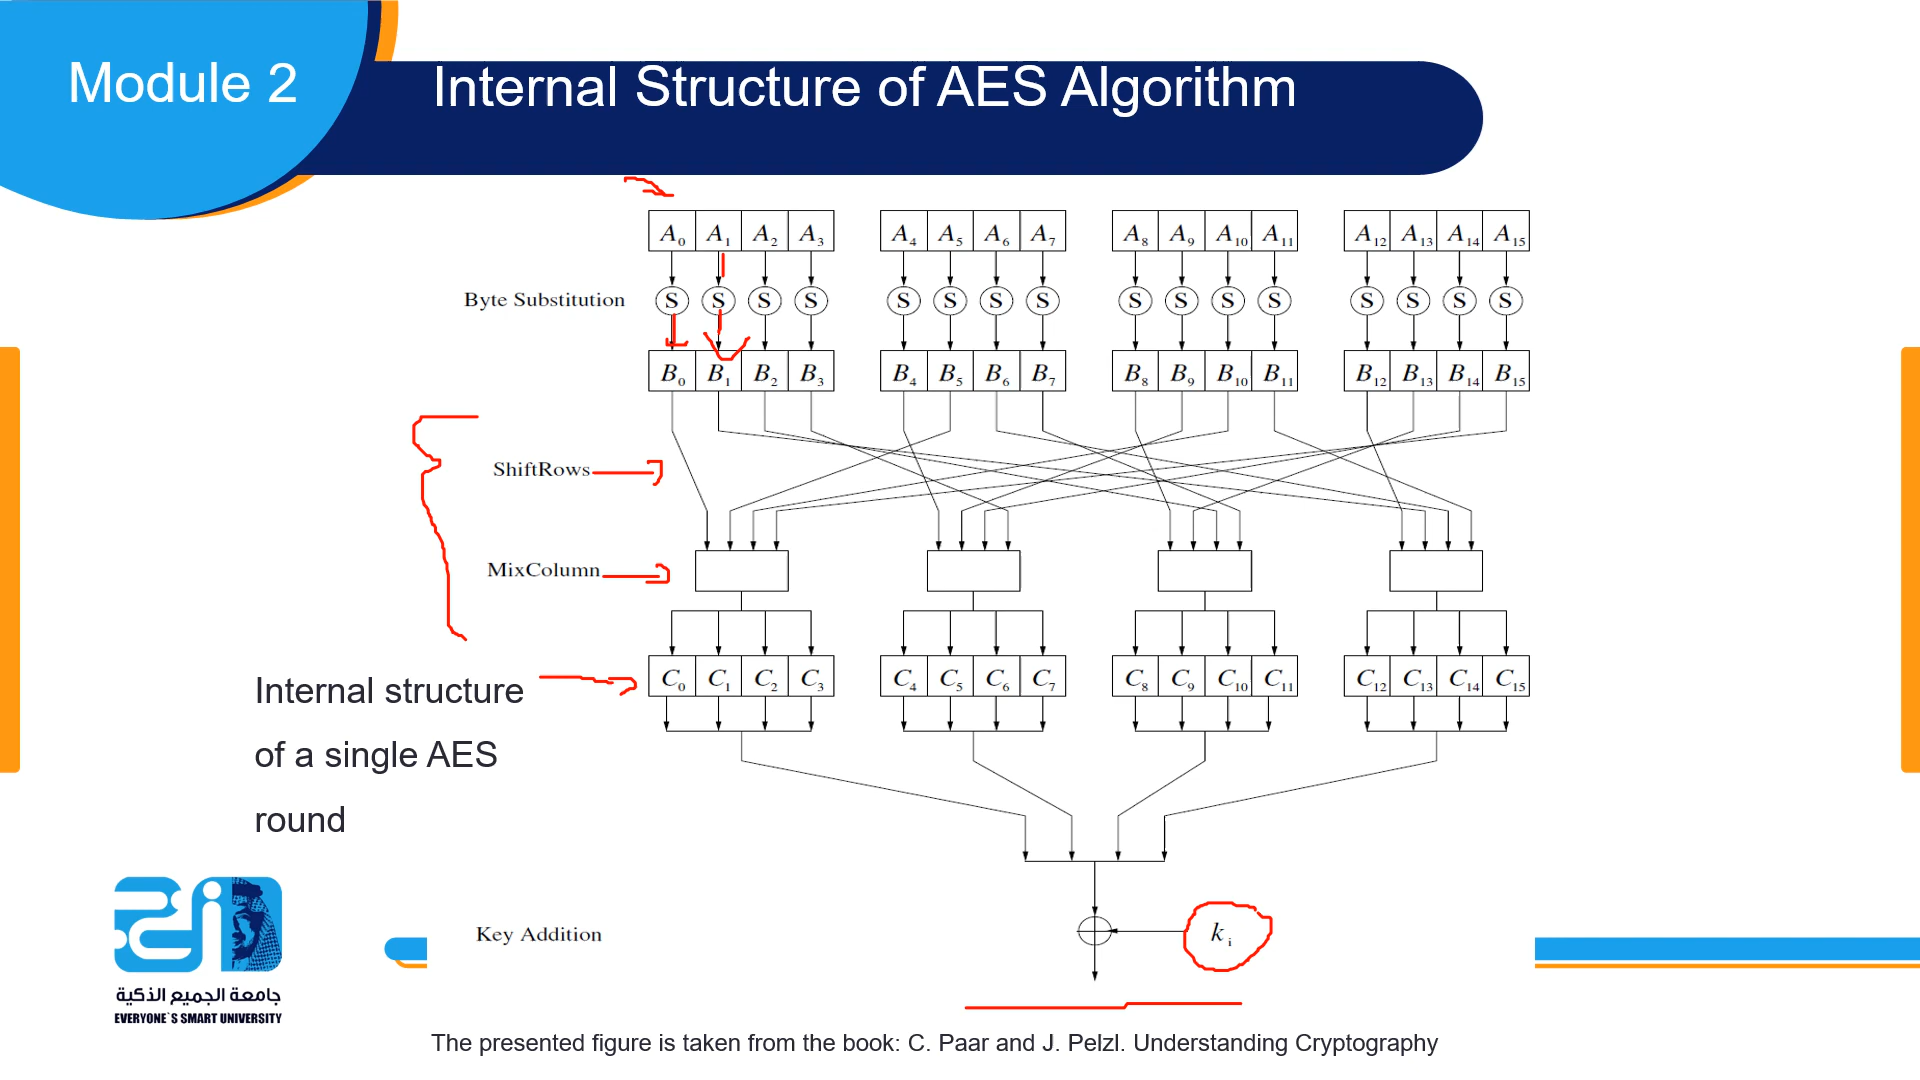 Module 2
Internal Structure of AES Algorithm
A0 A1 A2 A3 A4 A5 A6 A7 A8 A9 A10 A11 A12 A13 A14 A15
Byte Substitution S S S S S S S S S S S S S S S S
B0 B1 B2 B3 B4 B5 B6 B7 B8 B9 B10 B11 B12 B13 B14 B15
ShiftRows
MixColumn
C0 C1 C2 C3 C4 C5 C6 C7 C8 C9 C10 C11 C12 C13 C14 C15
Internal structure
of a single AES
round
Key Addition
ki
جامعة الجميع الذكية
EVERYONE`S SMART UNIVERSITY
The presented figure is taken from the book: C. Paar and J. Pelzl. Understanding Cryptography